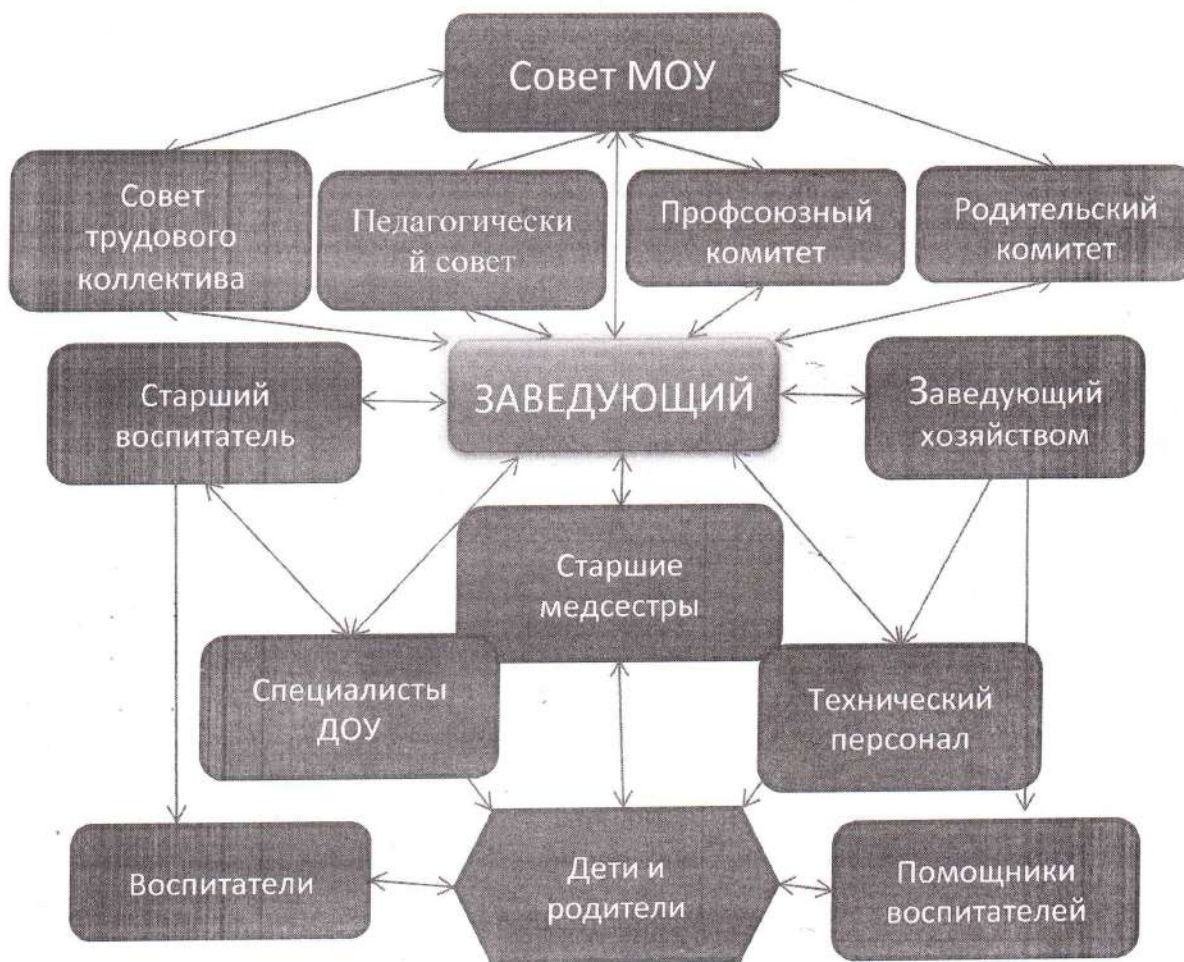 Совет МОУ
Совет
трудового
коллектива
Педагогически
й совет
Профсоюзный
комитет
Родительский
комитет
Старший
воспитатель
ЗАВЕДУЮЩИЙ
Заведующий
хозяйством
Старшие
медсестры
Специалисты
ДОУ
Технический
персонал
Воспитатели
Дети и
родители
Помощники
воспитателей